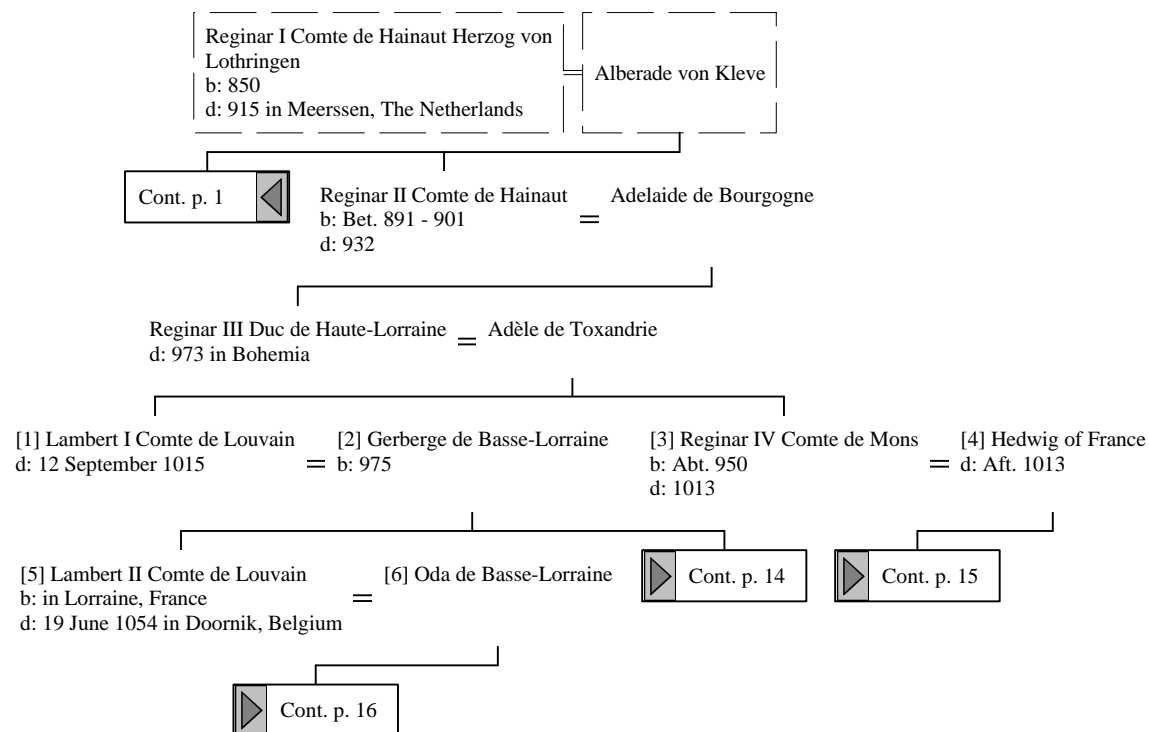 Reginar I Comte de Hainaut Herzog von
Lothringen
b: 850
d: 915 in Meerssen, The Netherlands
Alberade von Kleve
Cont. p. 1
Reginar II Comte de Hainaut
b: Bet. 891 - 901
d: 932
=
Adelaide de Bourgogne
Reginar III Duc de Haute-Lorraine
d: 973 in Bohemia
=
Adèle de Toxandrie
[1] Lambert I Comte de Louvain
d: 12 September 1015
=
[2] Gerberge de Basse-Lorraine
b: 975
[3] Reginar IV Comte de Mons
b: Abt. 950
d: 1013
=
[4] Hedwig of France
d: Aft. 1013
[5] Lambert II Comte de Louvain
b: in Lorraine, France
d: 19 June 1054 in Doornik, Belgium
=
[6] Oda de Basse-Lorraine
Cont. p. 14
Cont. p. 15
Cont. p. 16